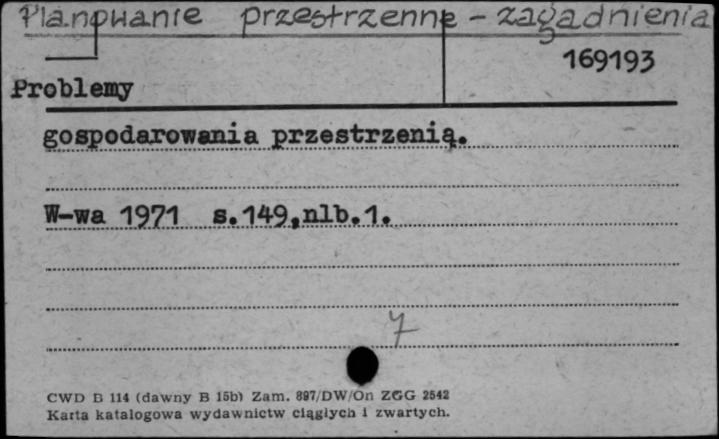 Planowanie przestrzenne - zagadnienia
169193
Problemy
gospodarowania przestrzenią.
W-wa 1971 s.149,nlb.1.
7
CWD B 114 (dawny B 15b) Zam. 897/DW/On ZGG 2542
Karta katalogowa wydawnictw ciągłych i zwartych.